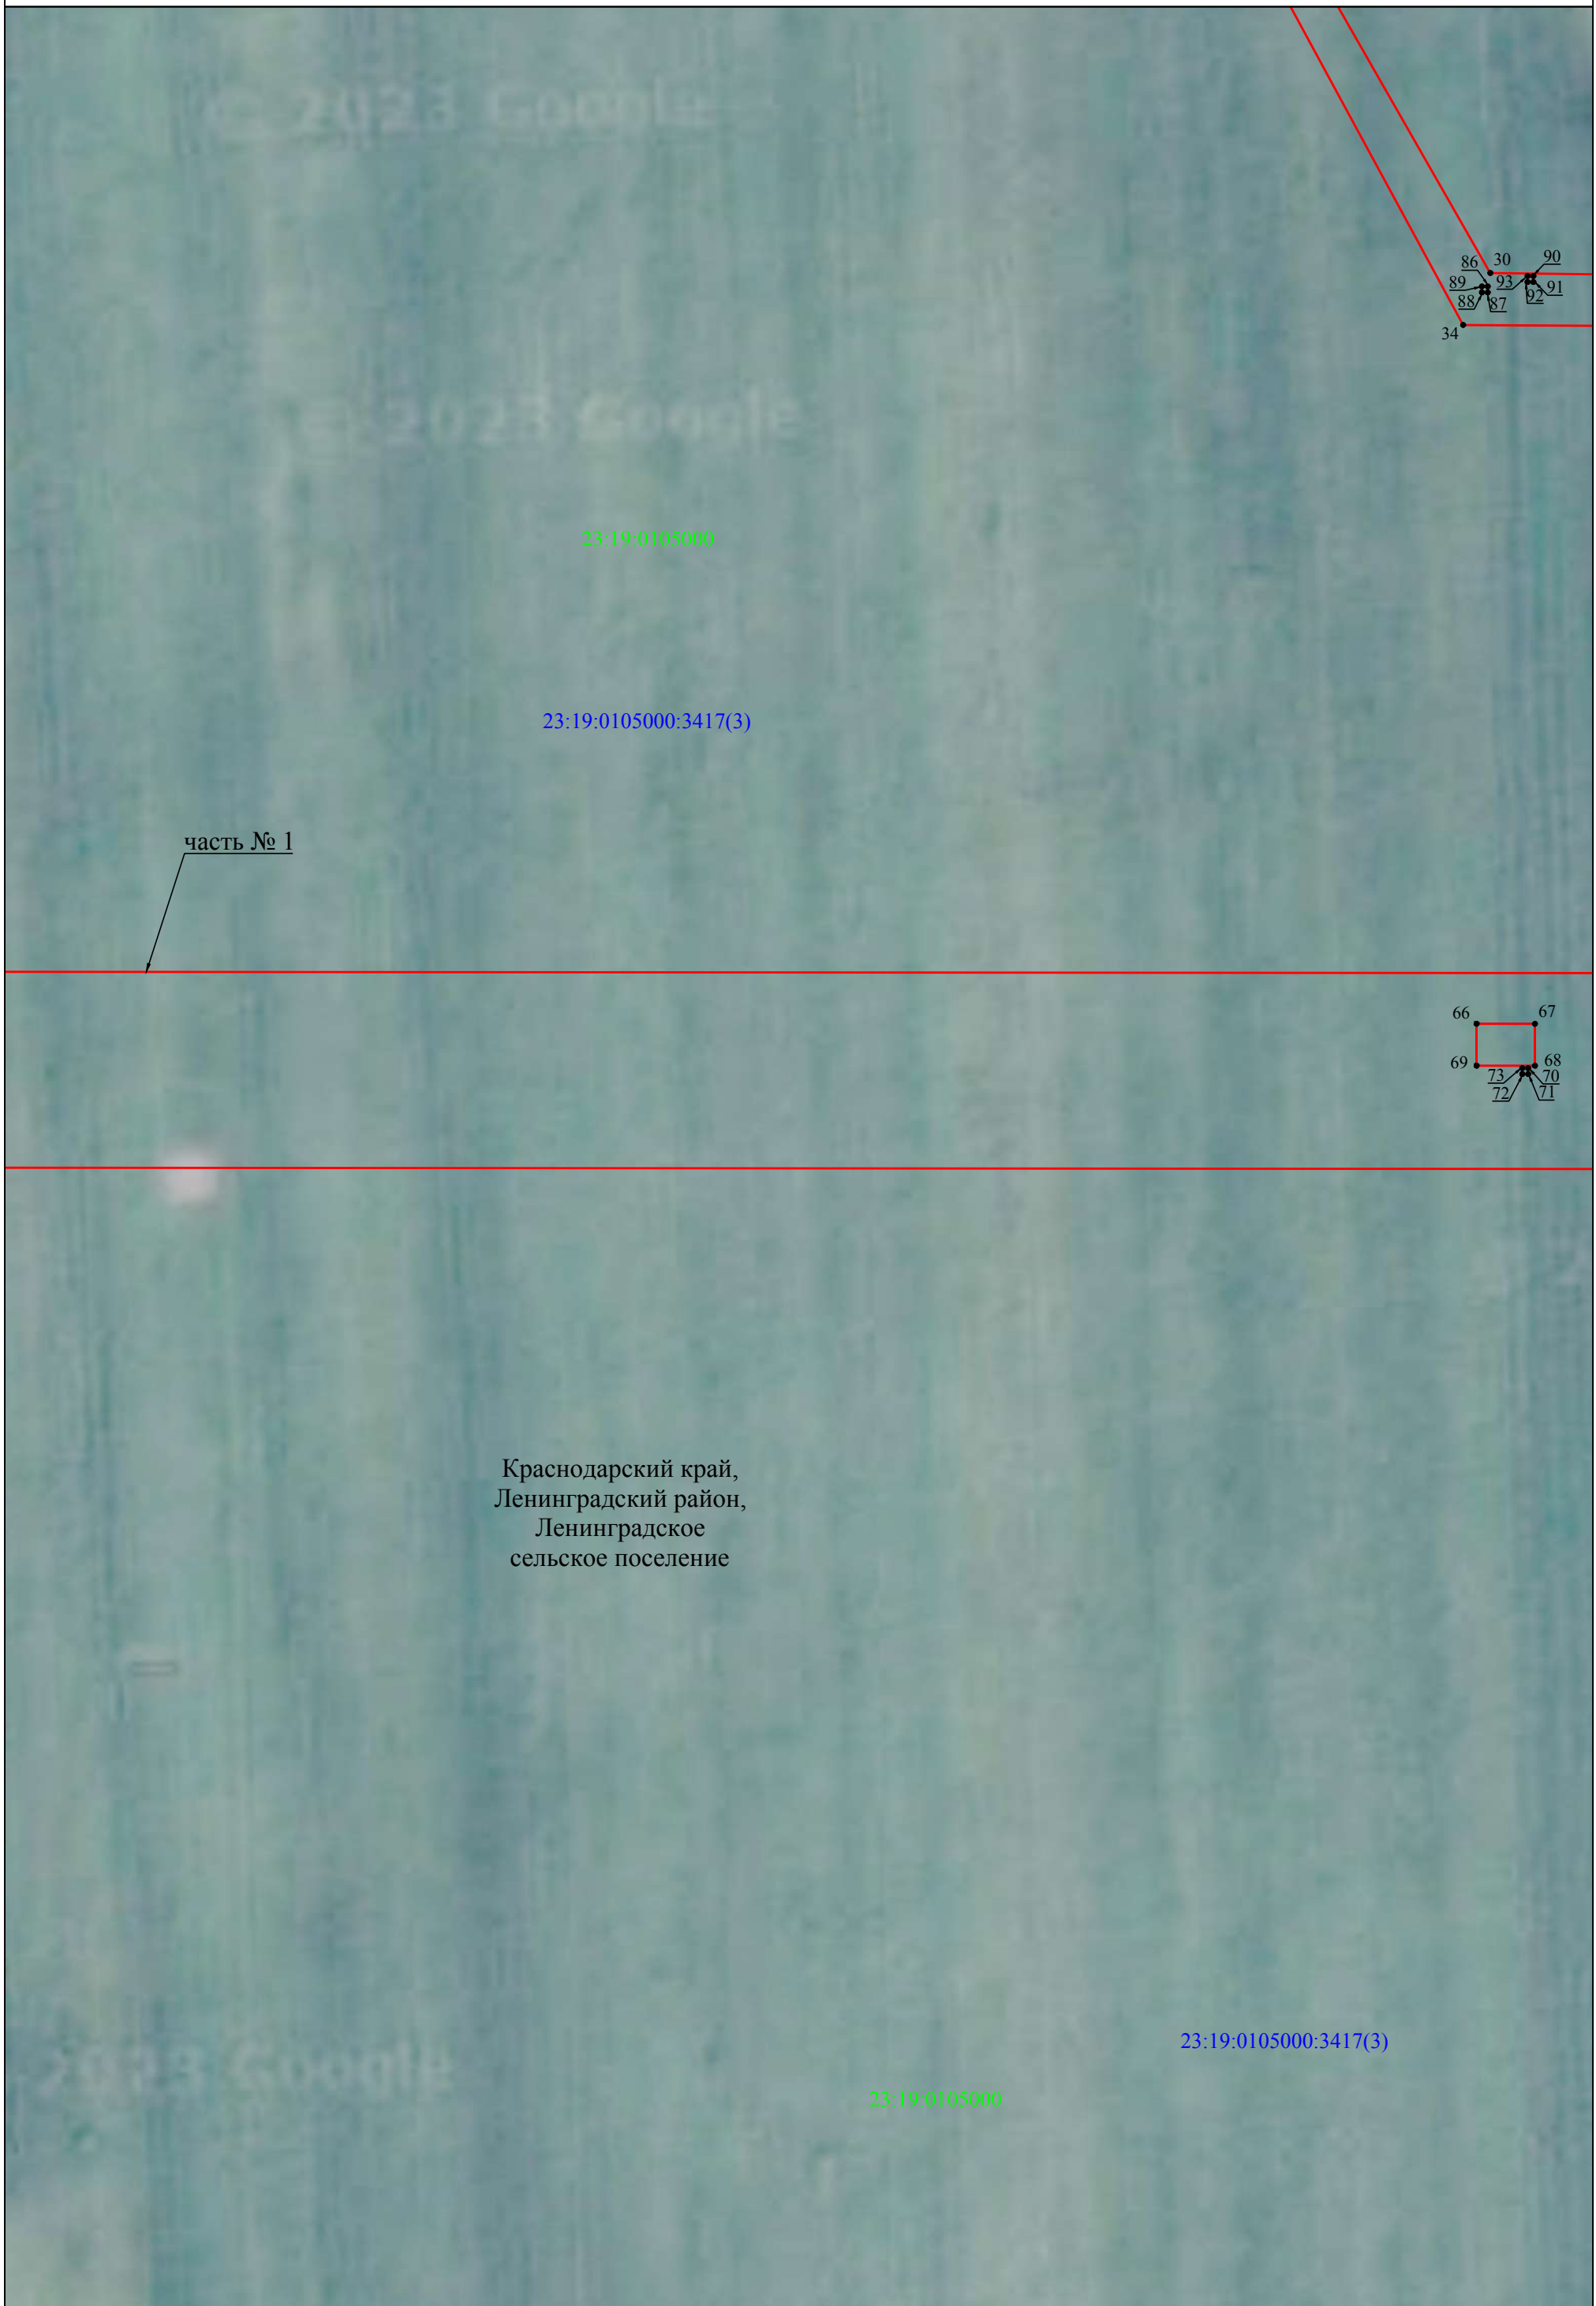 © 2023 Google
30
90
86
89
93
91
88
87
92
34
© 2023 Google
23:19:0105000
23:19:0105000:3417(3)
часть № 1
66
67
69
68
73
70
72
71
Краснодарский край,
Ленинградский район,
Ленинградское
сельское поселение
23:19:0105000:3417(3)
2023 Google
23:19:0105000